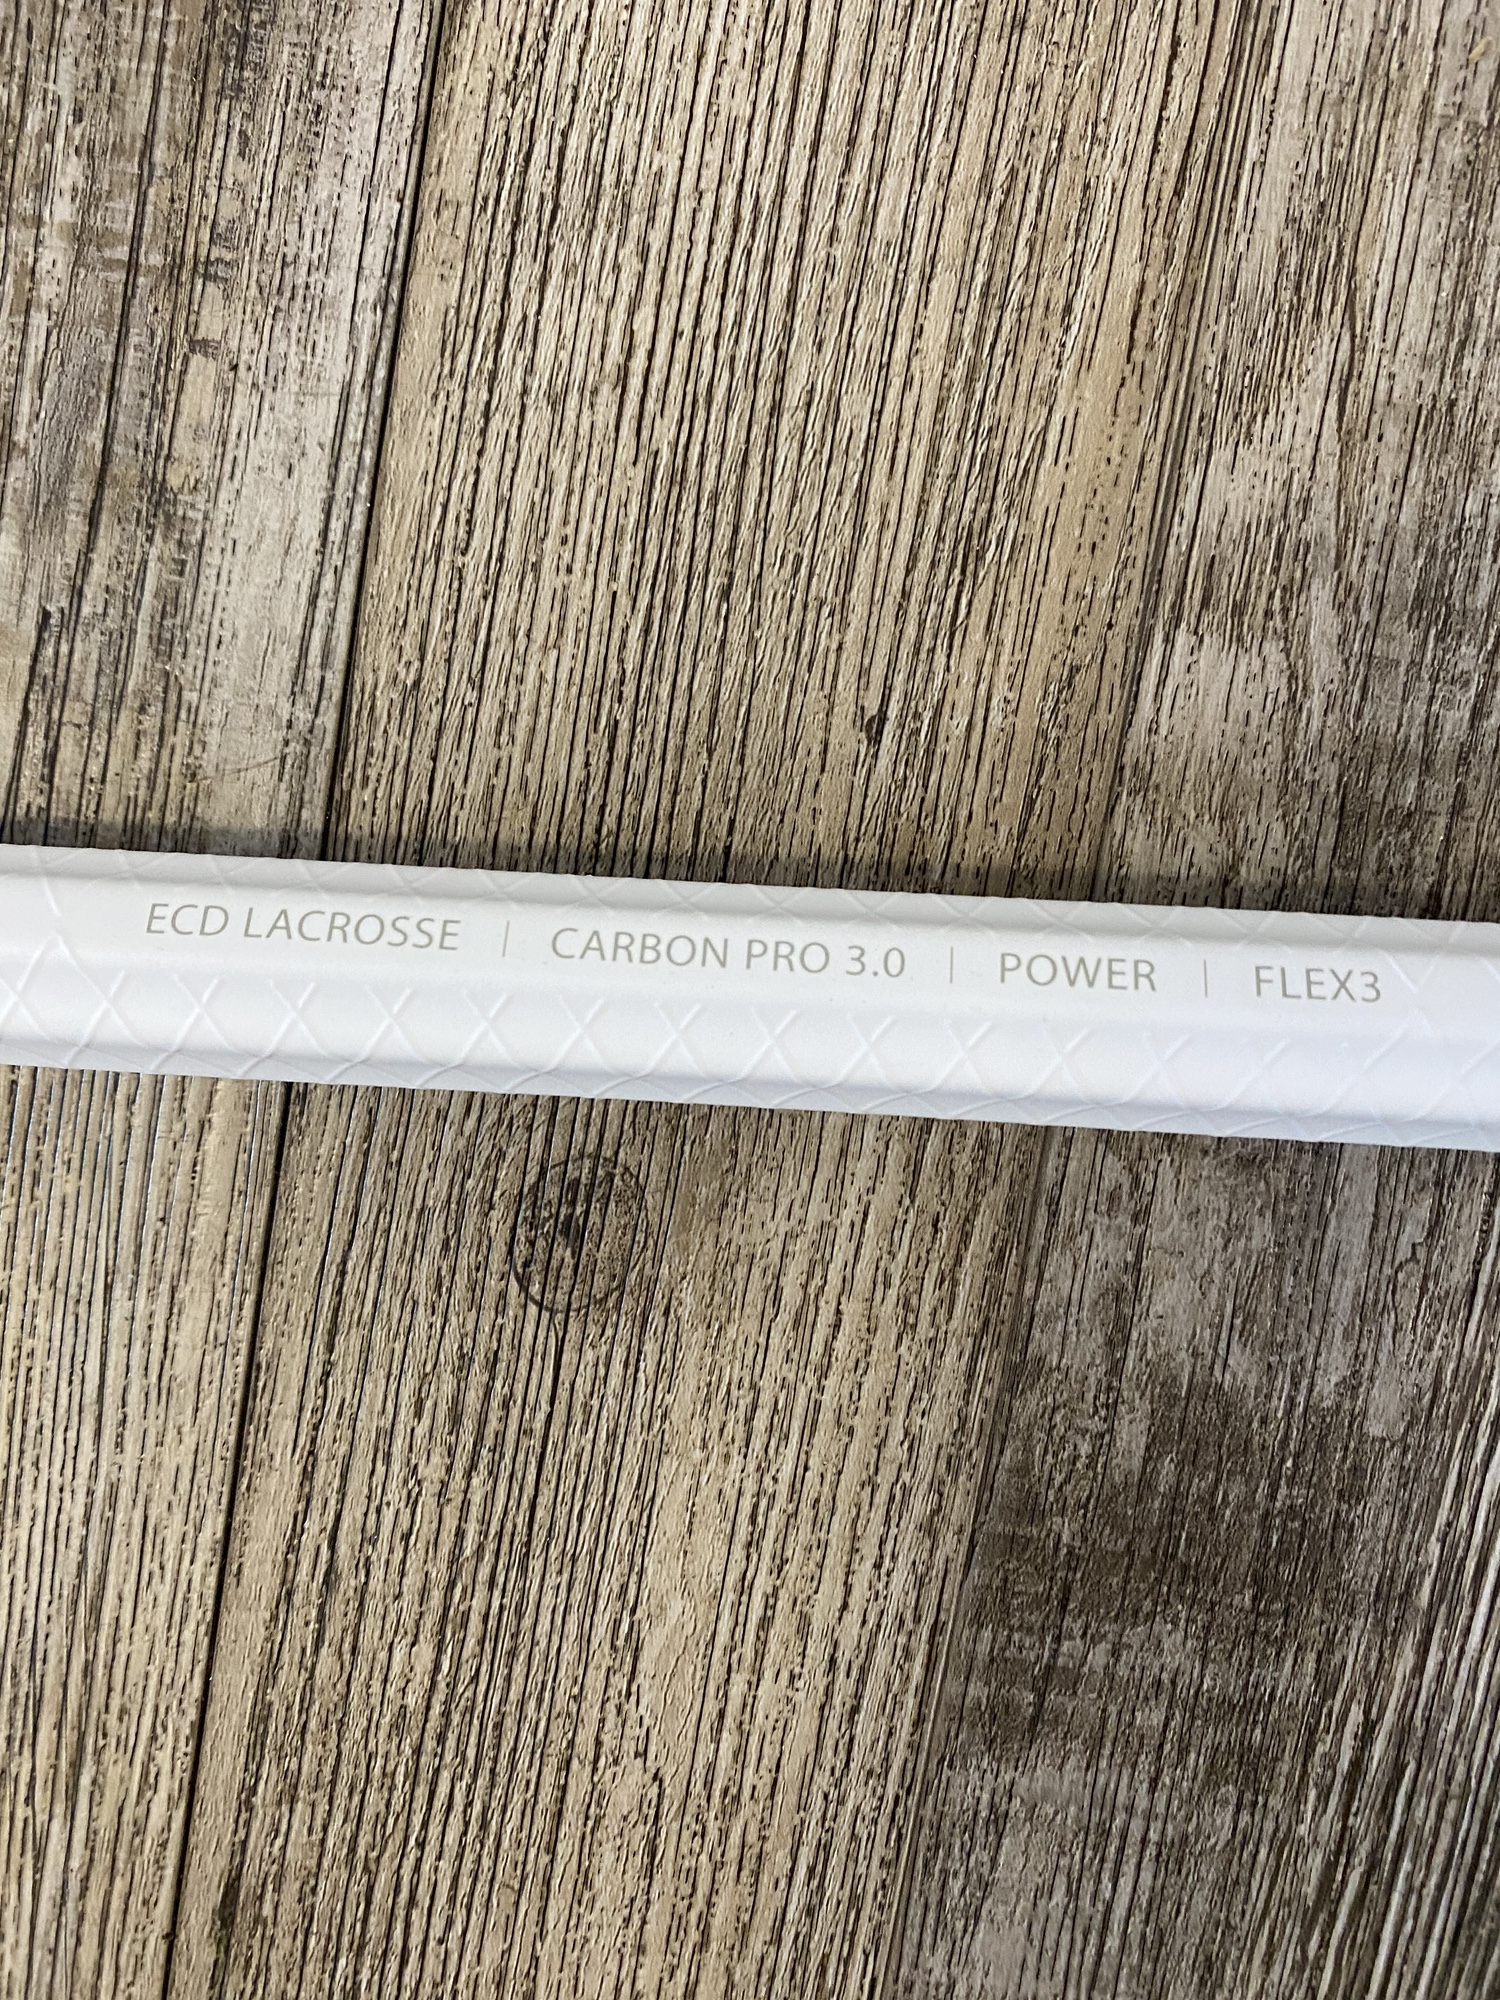 ECD LACROSSE | CARBON PRO 3.0 | POWER | FLEX3